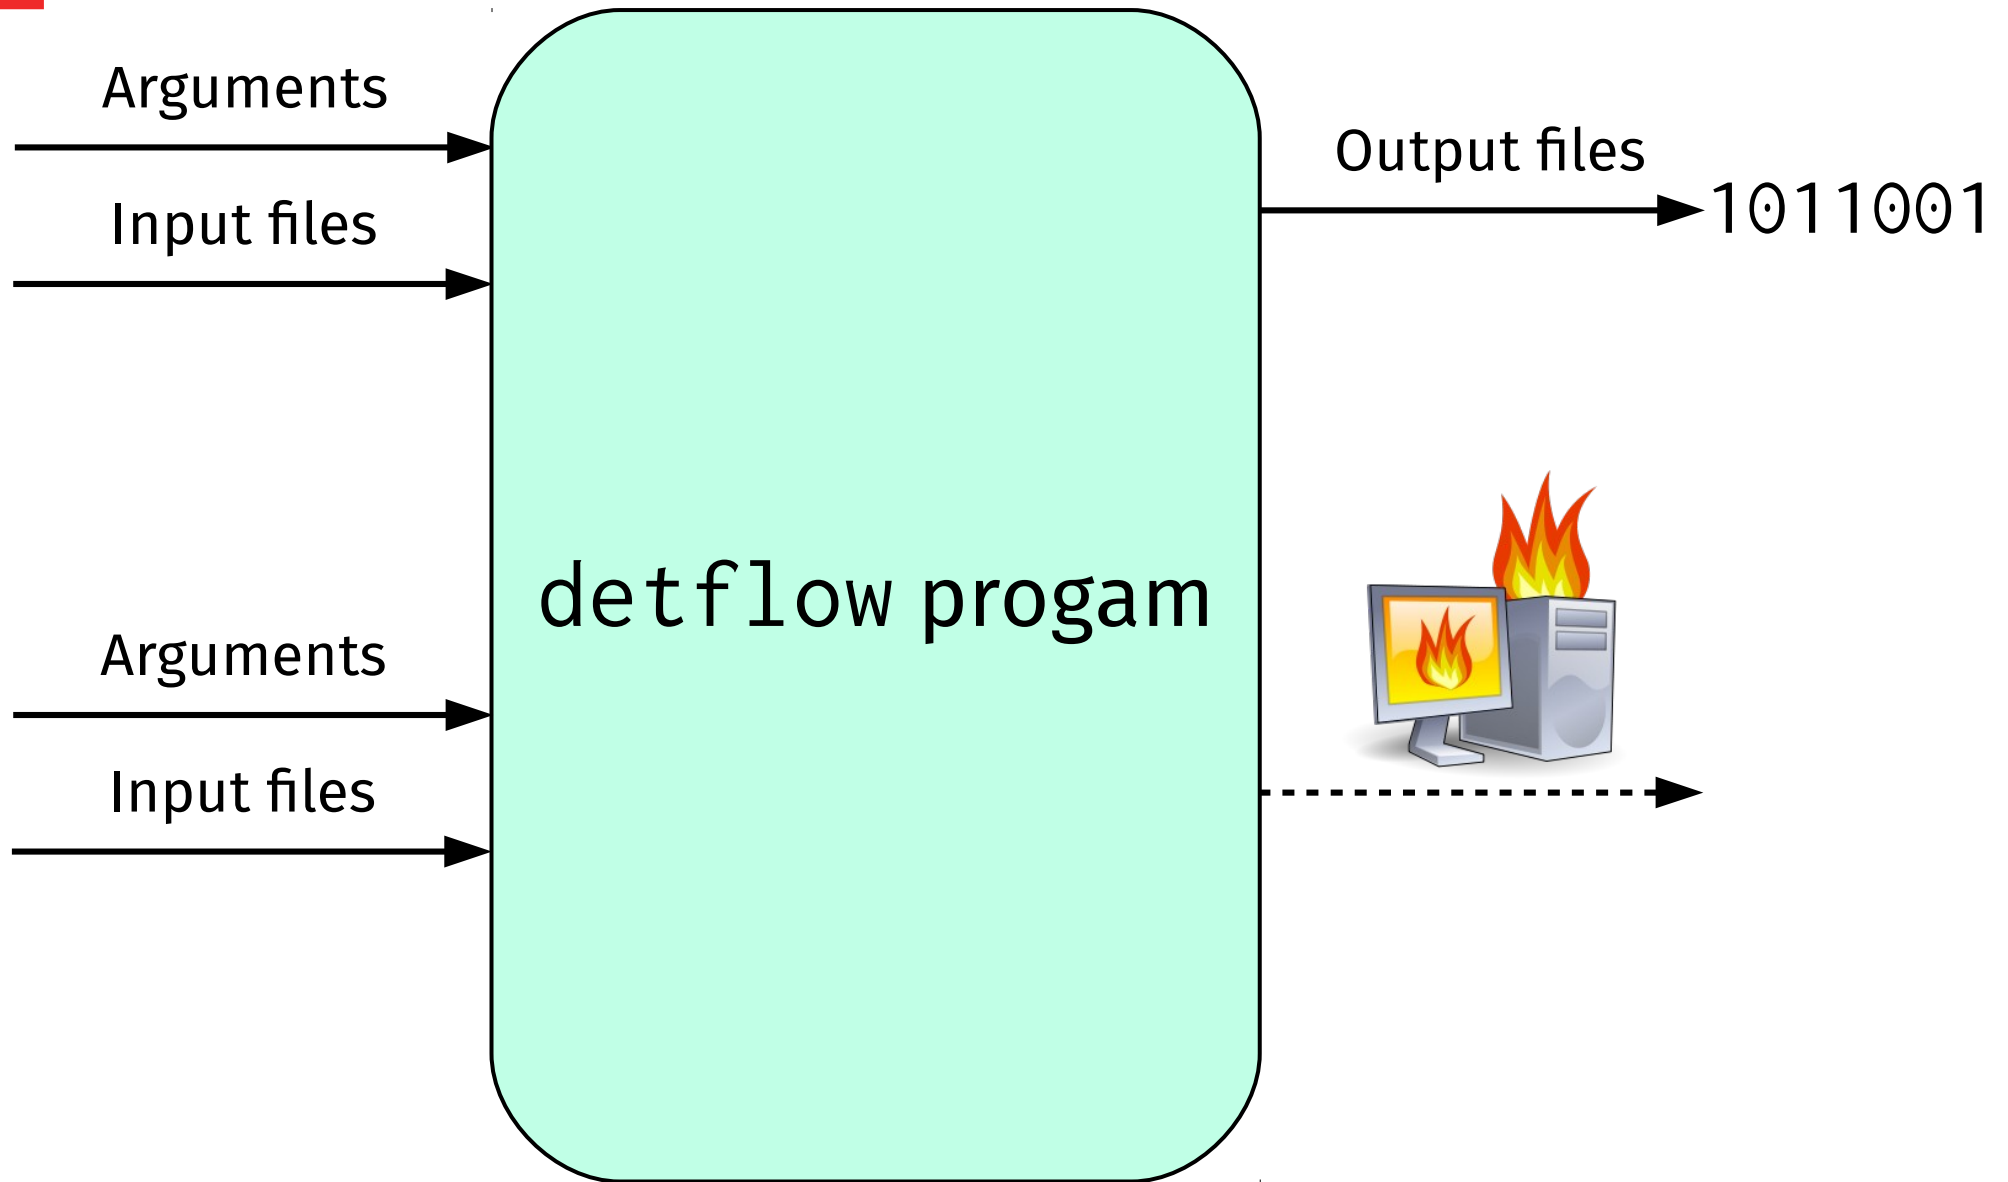 Arguments
Input files
Output files
1011001
detflow progam
Arguments
Input files